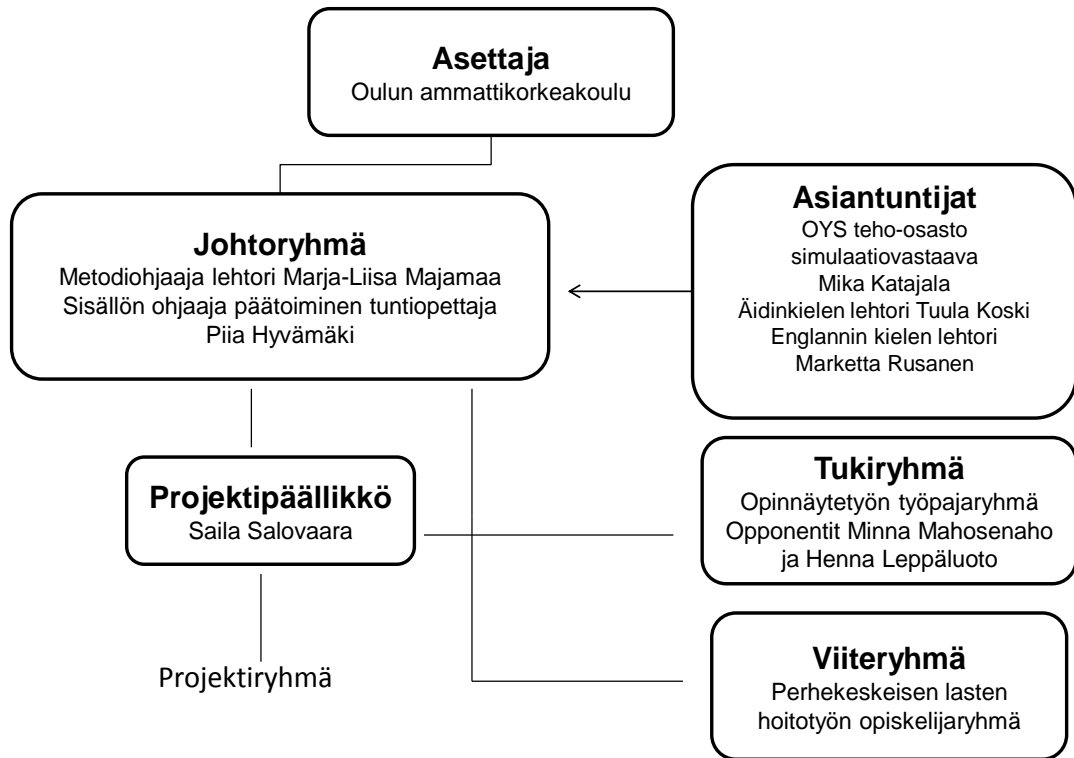 Asettaja
Oulun ammattikorkeakoulu
Johtoryhmä
Metodiohjaaja lehtori Marja-Liisa Majamaa
Sisällön ohjaaja päätoiminen tuntiopettaja
Piia Hyvämäki
Asiantuntijat
OYS teho-osasto
simulaatiovastaava
Mika Katajala
Äidinkielen lehtori Tuula Koski
Englannin kielen lehtori
Marketta Rusanen
Projektipäällikkö
Saila Salovaara
Tukiryhmä
Opinnäytetyön työpajaryhmä
Opponentit Minna Mahosenaho
ja Henna Leppäluoto
Projektiryhmä
Viiteryhmä
Perhekeskeisen lasten
hoitotyön opiskelijaryhmä